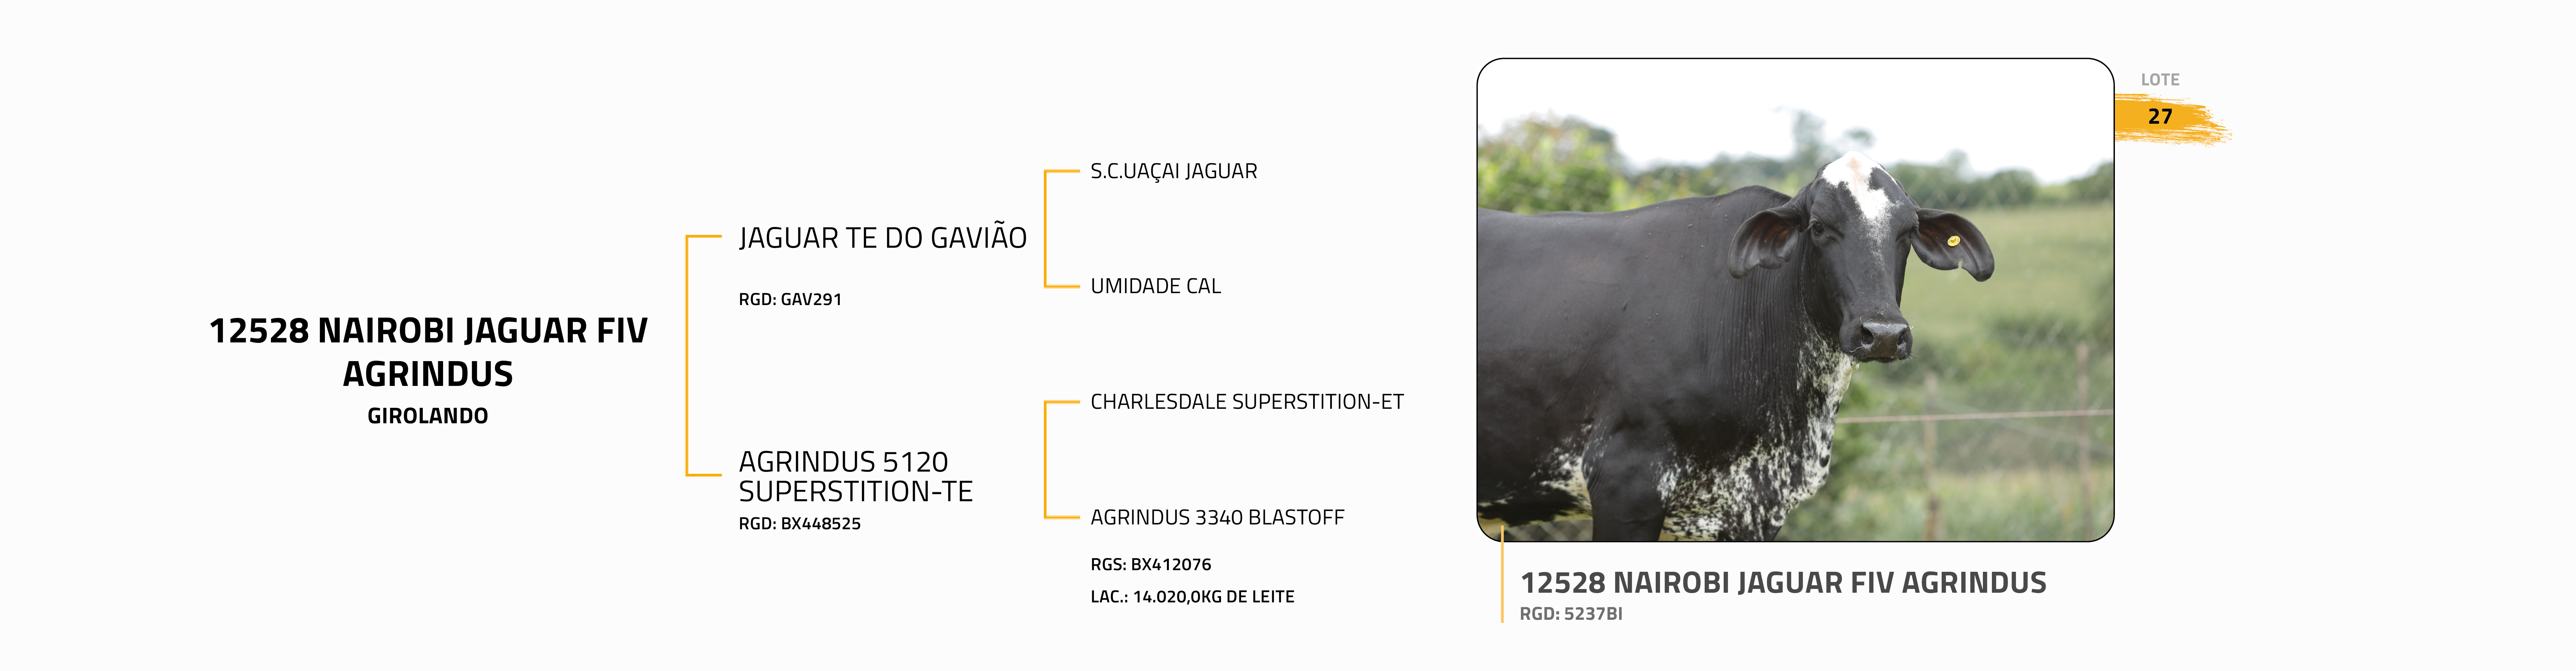 12528 NAIROBI JAGUAR FIV
AGRINDUS
GIROLANDO
JAGUAR TE DO GAVIÃO
RGD: GAV291
AGRINDUS 5120
SUPERSTITION-TE
RGD: BX448525
S.C.UAÇAI JAGUAR
UMIDADE CAL
CHARLESDALE SUPERSTITION-ET
AGRINDUS 3340 BLASTOFF
RGS: BX412076
LAC.: 14.020,0KG DE LEITE
LOTE
27
12528 NAIROBI JAGUAR FIV AGRINDUS
RGD: 5237BI